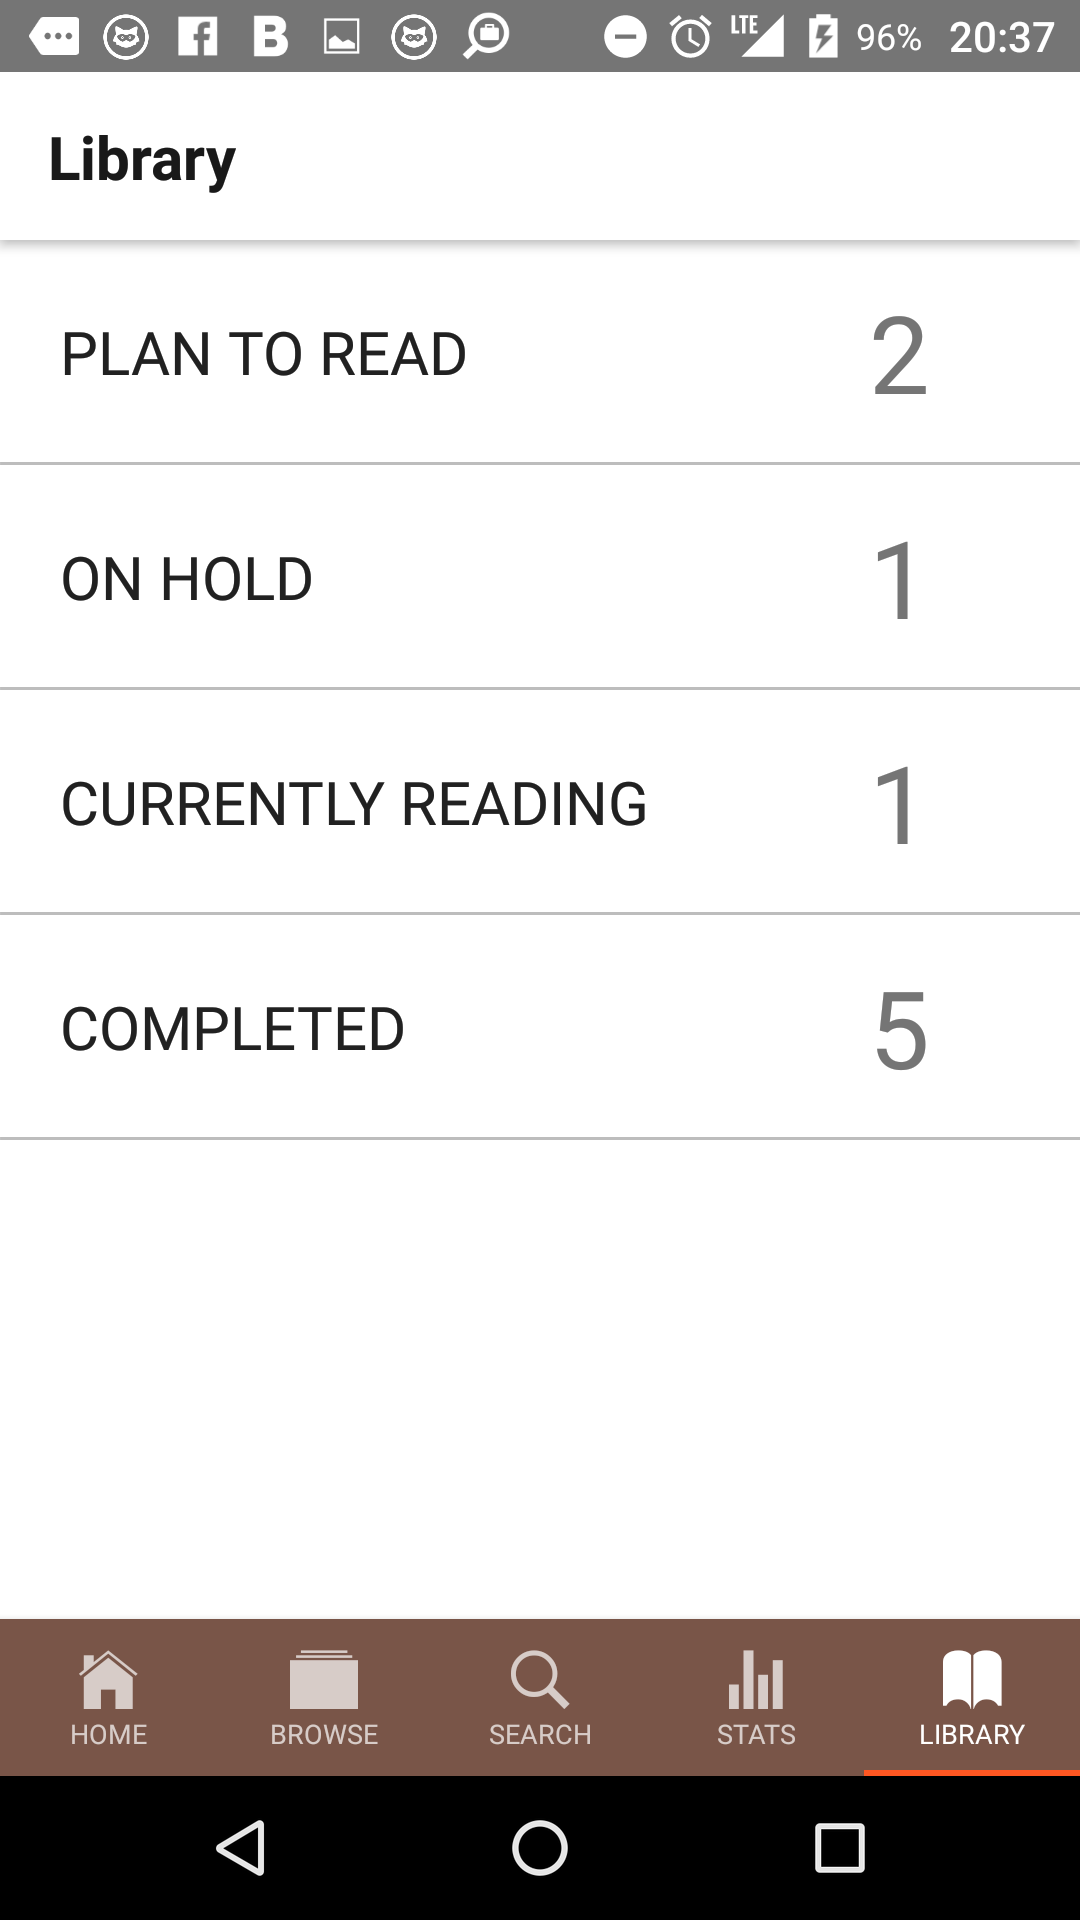 LTE 96% 20:37
Library
PLAN TO READ 2
ON HOLD 1
CURRENTLY READING 1
COMPLETED 5
HOME BROWSE SEARCH STATS LIBRARY